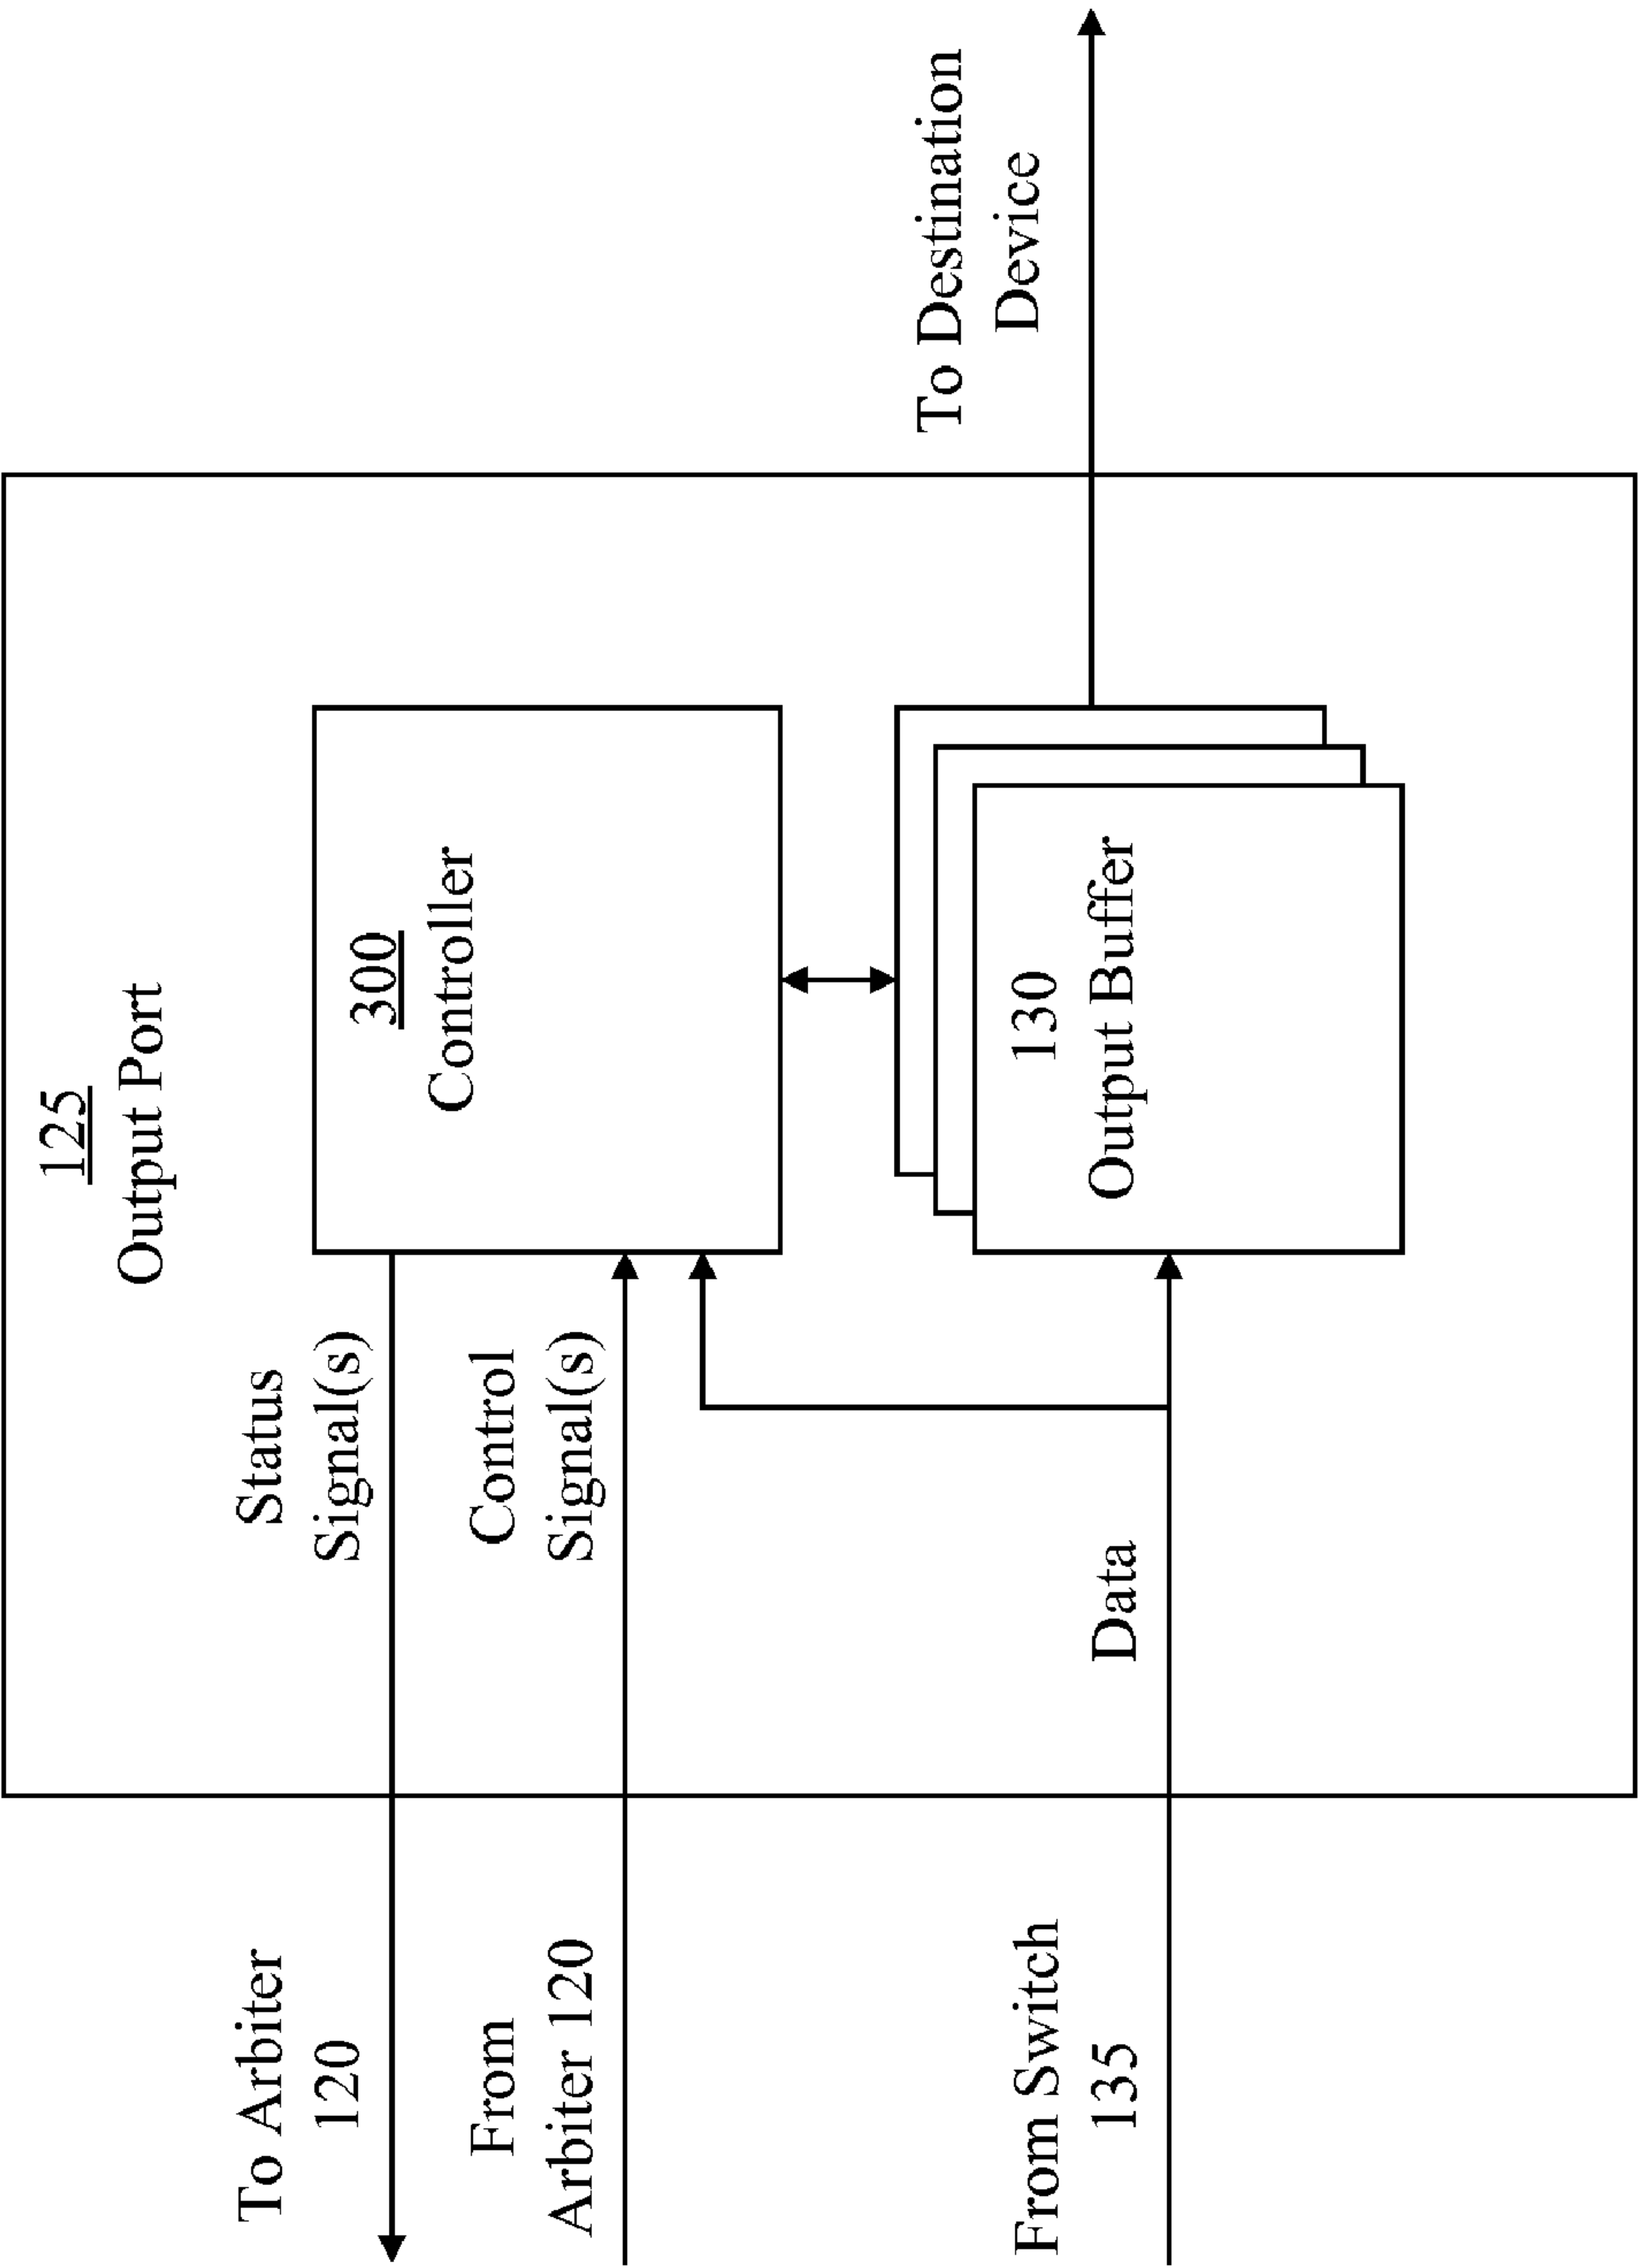 125
Output Port
To Arbiter
120
Status
Signal(s)
300
Controller
From
Arbiter 120
Control
Signal(s)
To Destination
Device
From Switch
135
Data
130
Output Buffer